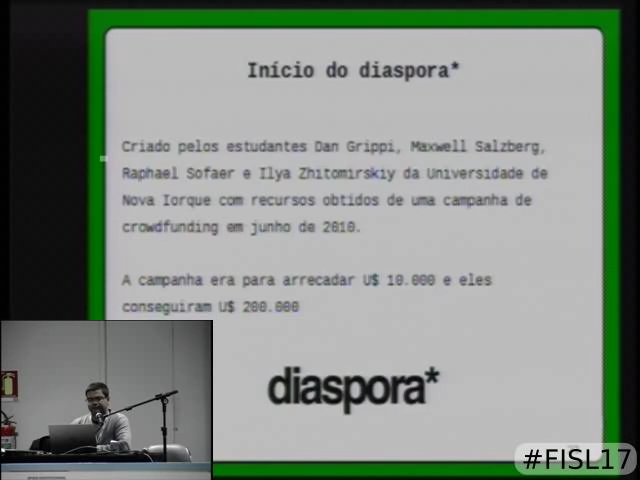 Início do diaspora*
Criado pelos estudantes Dan Grippi, Maxwell Salzberg,
Raphael Sofaer e Ilya Zhitomirskiy da Universidade de
Nova Iorque com recursos obtidos de uma campanha de
crowdfunding em junho de 2010.
A campanha era para arrecadar U$ 10.000 e eles
conseguiram U$ 200.000
diaspora*
#FISL17